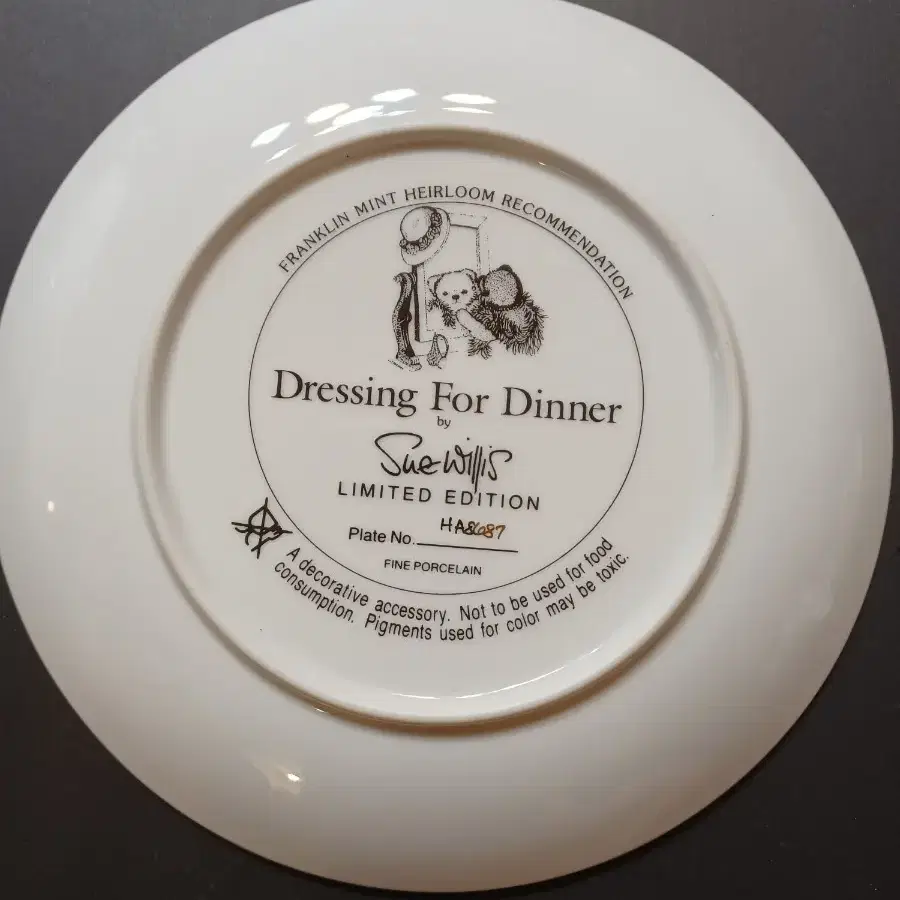 FRANKLIN MINT HEIRLOOM RECOMMENDATION
Dressing For Dinner
by
Sue Willis
LIMITED EDITION
Plate No. HA8687
FINE PORCELAIN
A decorative accessory. Not to be used for food
consumption. Pigments used for color may be toxic.